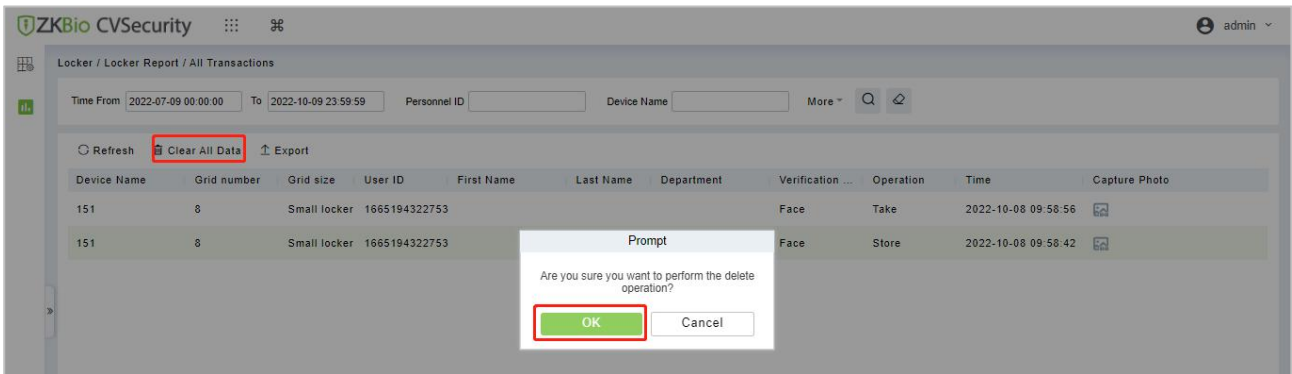 ZKBio CVSecurity
admin
Locker / Locker Report / All Transactions
Time From 2022-07-09 00:00:00 To 2022-10-09 23:59:59 Personnel ID Device Name More
Refresh Clear All Data Export
Device Name Grid number Grid size User ID First Name Last Name Department Verification ... Operation Time Capture Photo
151 8 Small locker 1665194322753 Face Take 2022-10-08 09:58:56
151 8 Small locker 1665194322753 Face Store 2022-10-08 09:58:42
Prompt
Are you sure you want to perform the delete
operation?
OK Cancel